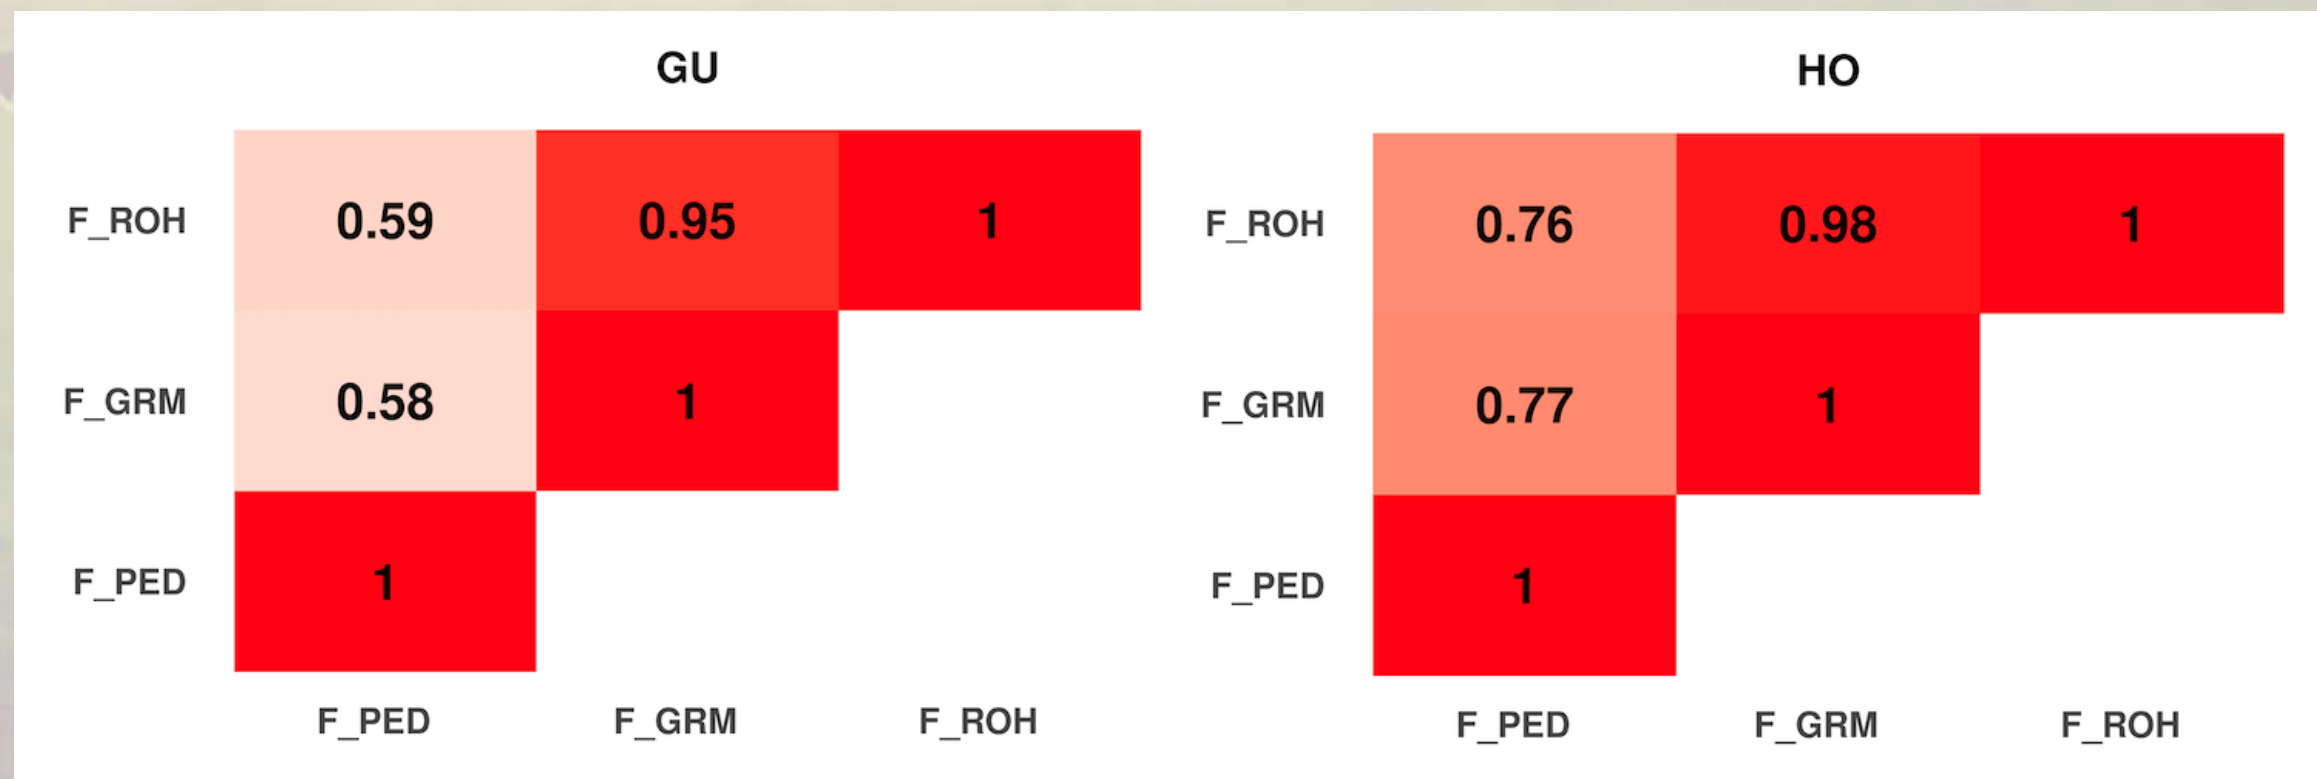 GU
F_ROH 0.59 0.95 1
F_GRM 0.58 1
F_PED 1
F_PED F_GRM F_ROH
HO
F_ROH 0.76 0.98 1
F_GRM 0.77 1
F_PED 1
F_PED F_GRM F_ROH